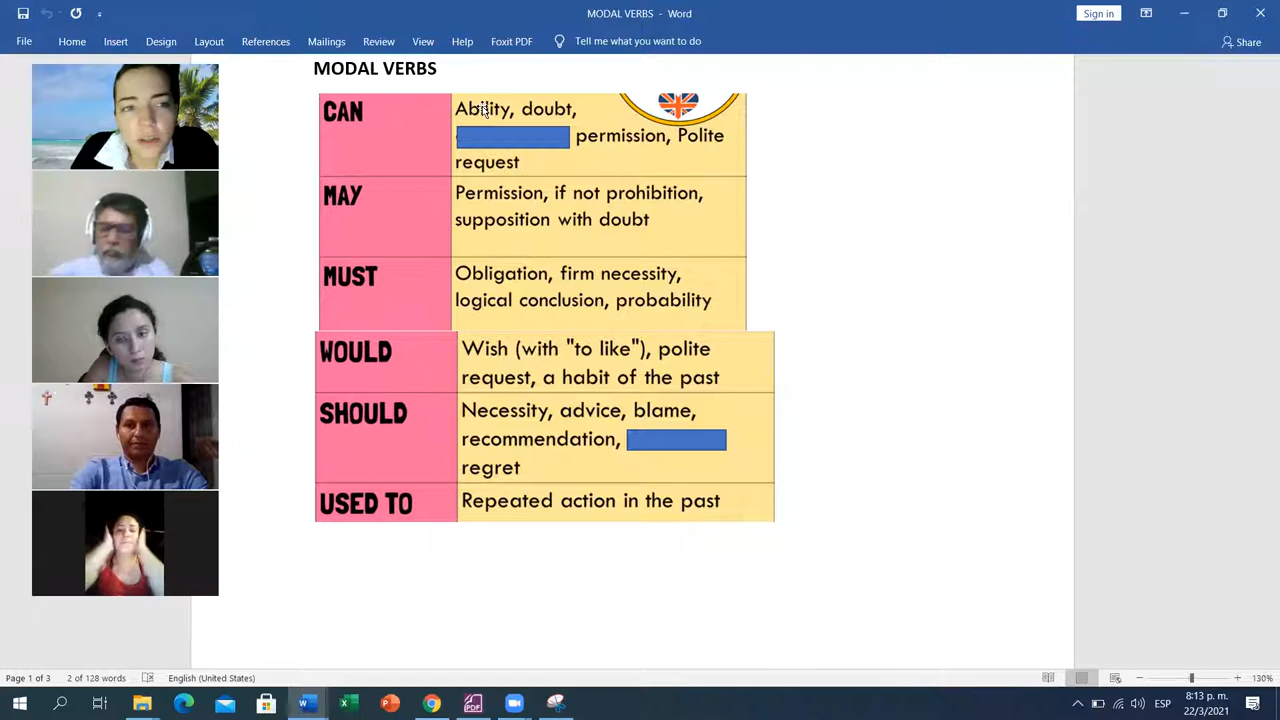 MODAL VERBS - Word
Sign in
File Home Insert Design Layout References Mailings Review View Help Foxit PDF Tell me what you want to do Share
MODAL VERBS
CAN
Ability, doubt,
permission, Polite
request
MAY
Permission, if not prohibition,
supposition with doubt
MUST
Obligation, firm necessity,
logical conclusion, probability
WOULD
Wish (with "to like"), polite
request, a habit of the past
SHOULD
Necessity, advice, blame,
recommendation,
regret
USED TO
Repeated action in the past
Page 1 of 3 2 of 128 words English (United States) 130%
ESP
8:13 p. m.
22/3/2021